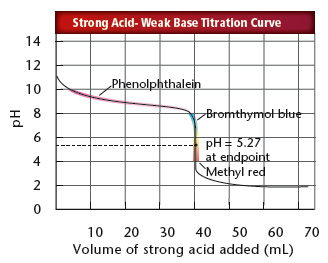 Strong Acid-Weak Base Titration Curve
14
12
10
8
6
4
2
0
pH
Phenolphthalein
Bromthymol blue
pH = 5.27
at endpoint
Methyl red
10 20 30 40 50 60 70
Volume of strong acid added (mL)